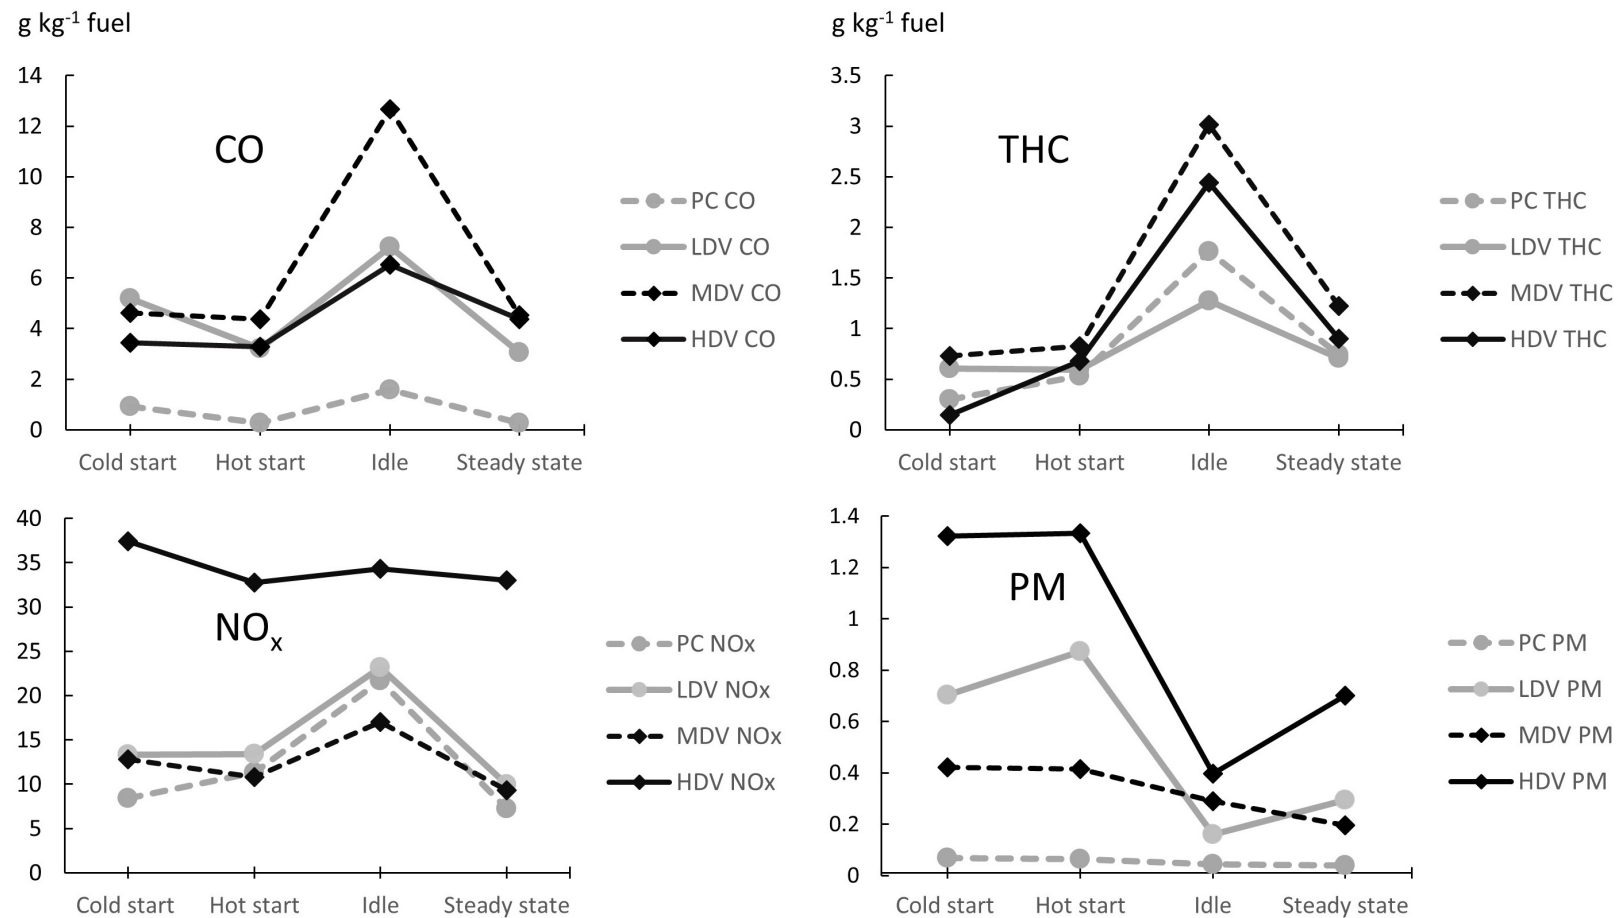 g kg⁻¹ fuel
14
12
10
8
6
4
2
0
CO
Cold start Hot start Idle Steady state
PC CO
LDV CO
MDV CO
HDV CO
g kg⁻¹ fuel
3.5
3
2.5
2
1.5
1
0.5
0
THC
Cold start Hot start Idle Steady state
PC THC
LDV THC
MDV THC
HDV THC
40
35
30
25
20
15
10
5
0
NOₓ
Cold start Hot start Idle Steady state
PC NOx
LDV NOx
MDV NOx
HDV NOx
1.4
1.2
1
0.8
0.6
0.4
0.2
0
PM
Cold start Hot start Idle Steady state
PC PM
LDV PM
MDV PM
HDV PM